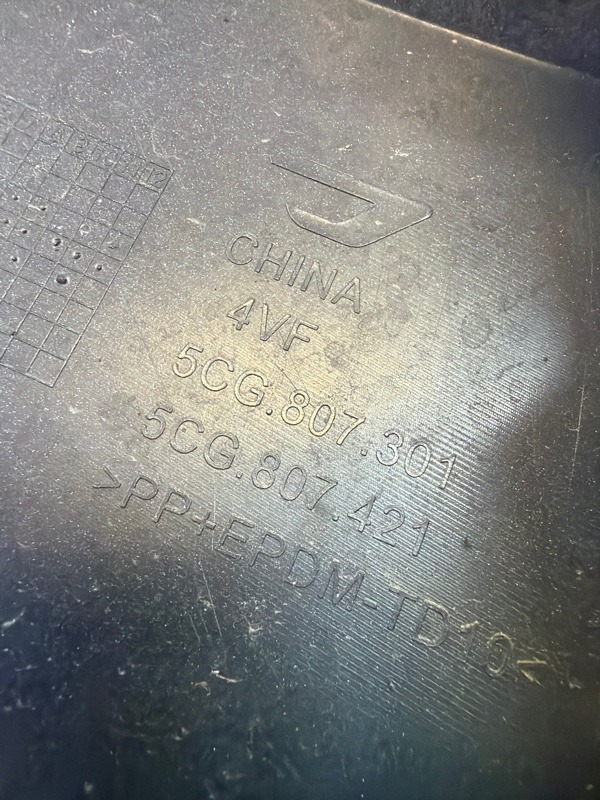 CHINA
4VF
5CG.807.301
5CG.807.421
>PP+EPDM-TD10<